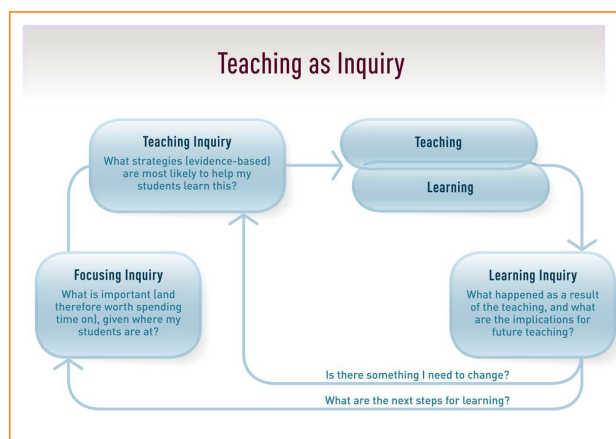 Teaching as Inquiry
Teaching Inquiry
What strategies (evidence-based)
are most likely to help my
students learn this?
Teaching
Learning
Focusing Inquiry
What is important (and
therefore worth spending
time on), given where my
students are at?
Learning Inquiry
What happened as a result
of the teaching, and what
are the implications for
future teaching?
Is there something I need to change?
What are the next steps for learning?